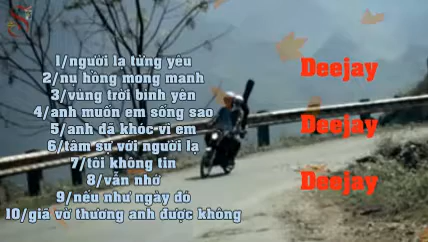 1/người lạ từng yêu
2/nụ hồng mong manh
3/vùng trời bình yên
4/anh muốn em sống sao
5/anh đã khóc vì em
6/tâm sự với người lạ
7/tôi không tin
8/vẫn nhớ
9/nếu như ngày đó
10/giả vờ thương anh được không
Deejay
Deejay
Deejay